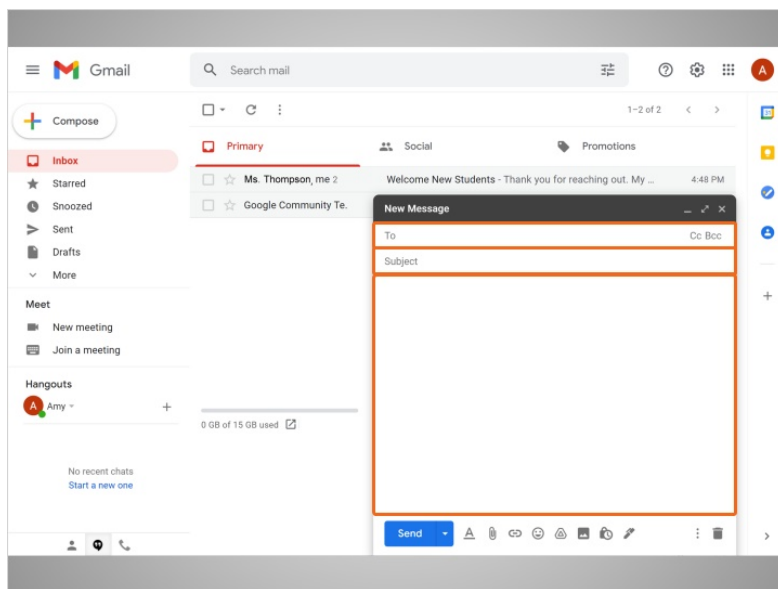 Gmail
Search mail
A
Compose
1–2 of 2
Primary
Social
Promotions
Inbox
Starred
Snoozed
Sent
Drafts
More
Ms. Thompson, me 2
Welcome New Students - Thank you for reaching out. My ...
4:48 PM
Google Community Te.
New Message
To
Cc Bcc
Subject
Meet
New meeting
Join a meeting
Hangouts
A
Amy
0 GB of 15 GB used
No recent chats
Start a new one
Send
A